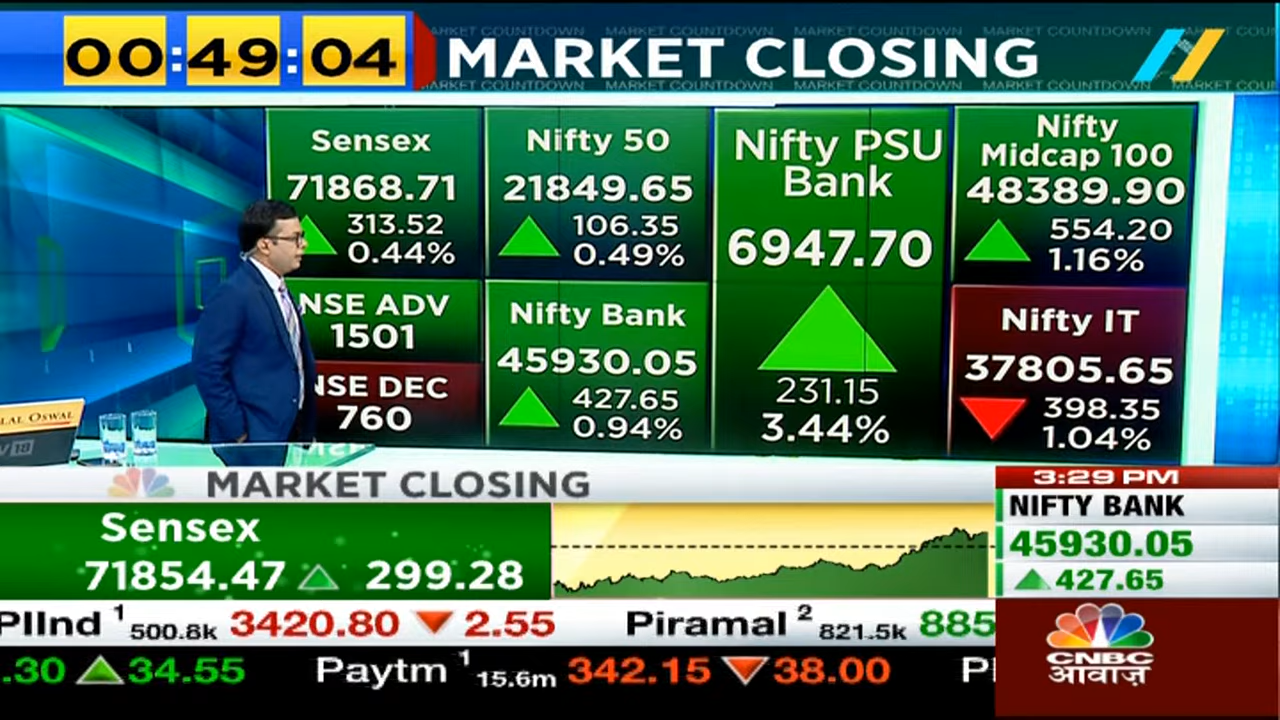 00:49:04
MARKET CLOSING
Sensex
71868.71
313.52
0.44%
NSE ADV
1501
NSE DEC
760
Nifty 50
21849.65
106.35
0.49%
Nifty Bank
45930.05
427.65
0.94%
Nifty PSU
Bank
6947.70
231.15
3.44%
Nifty
Midcap 100
48389.90
554.20
1.16%
Nifty IT
37805.65
398.35
1.04%
LAL OSWAL
V 18
MARKET CLOSING
Sensex
71854.47 299.28
3:29 PM
NIFTY BANK
45930.05
427.65
PIInd 1 500.8k 3420.80 2.55 Piramal 2 821.5k 885
.30 34.55 Paytm 1 15.6m 342.15 38.00
CNBC
आवाज़